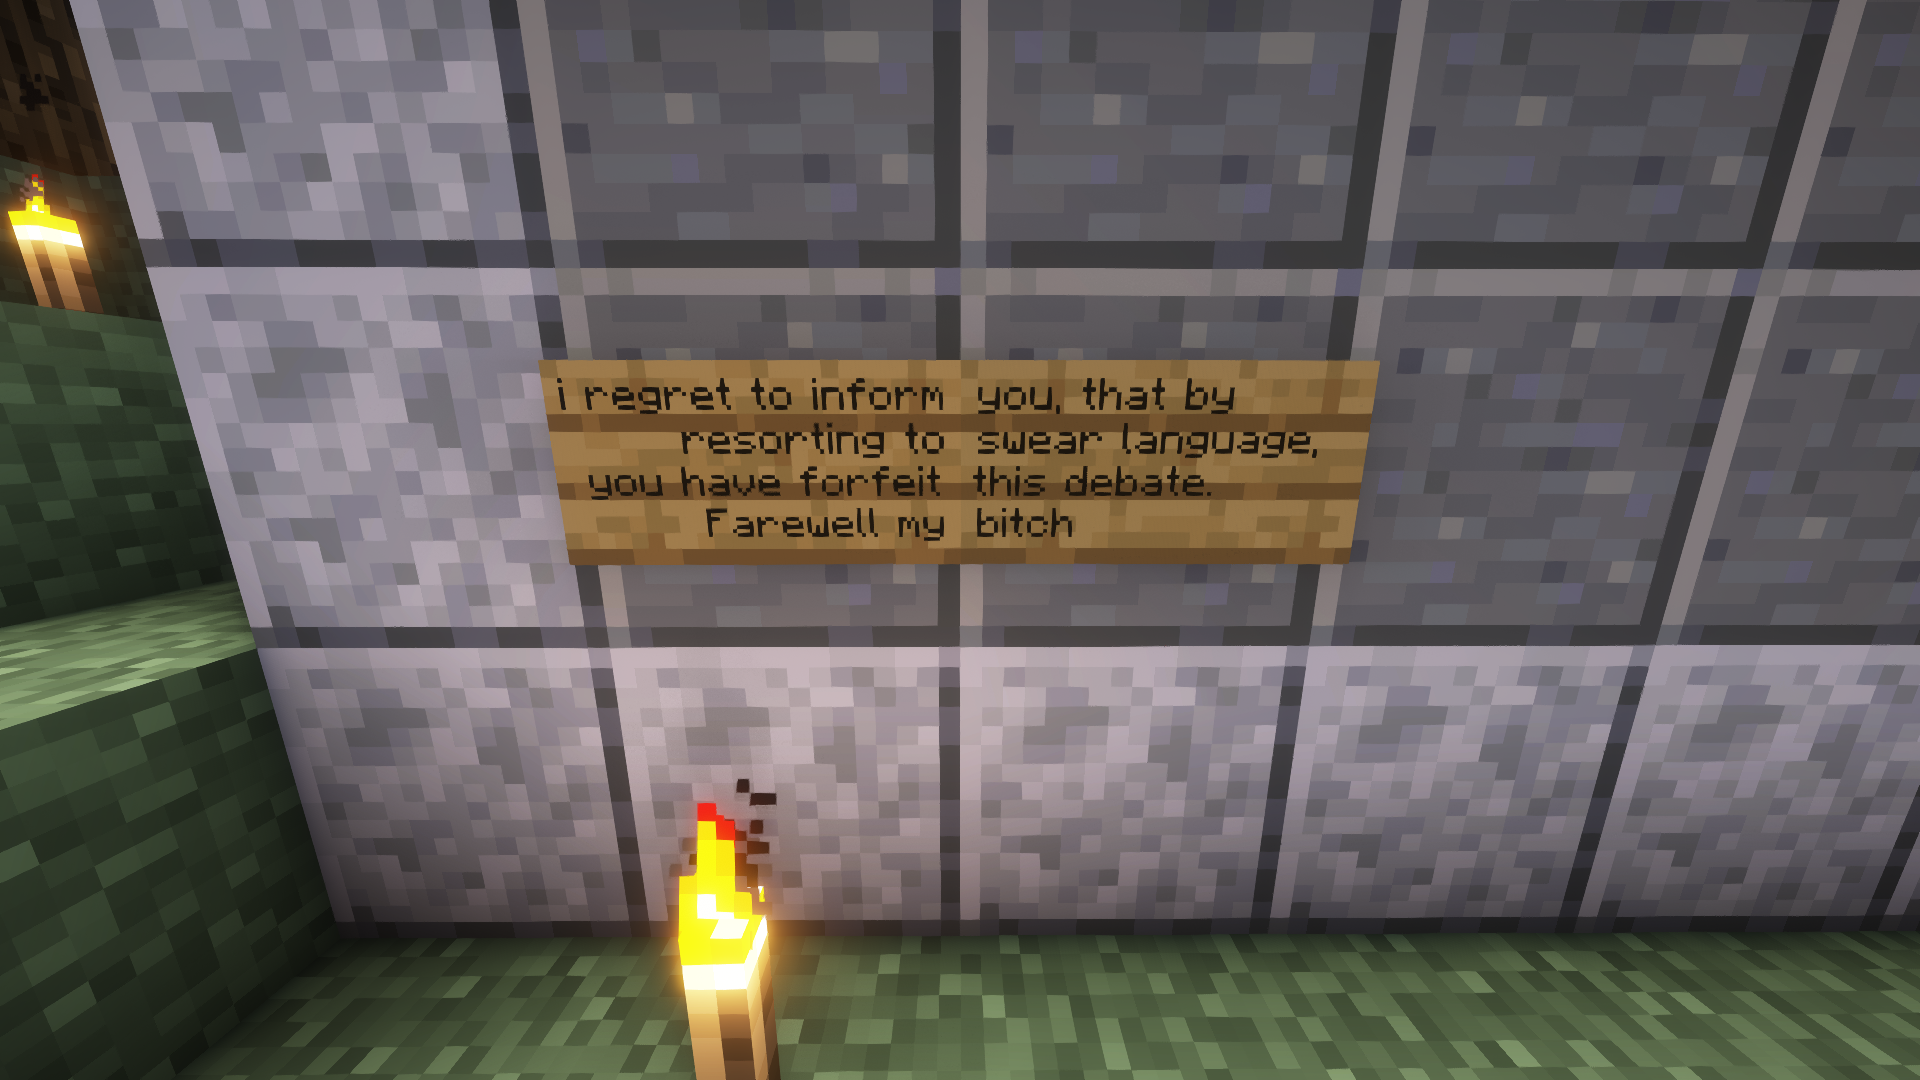 i regret to inform you, that by
resorting to swear language,
you have forfeit this debate.
Farewell my bitch